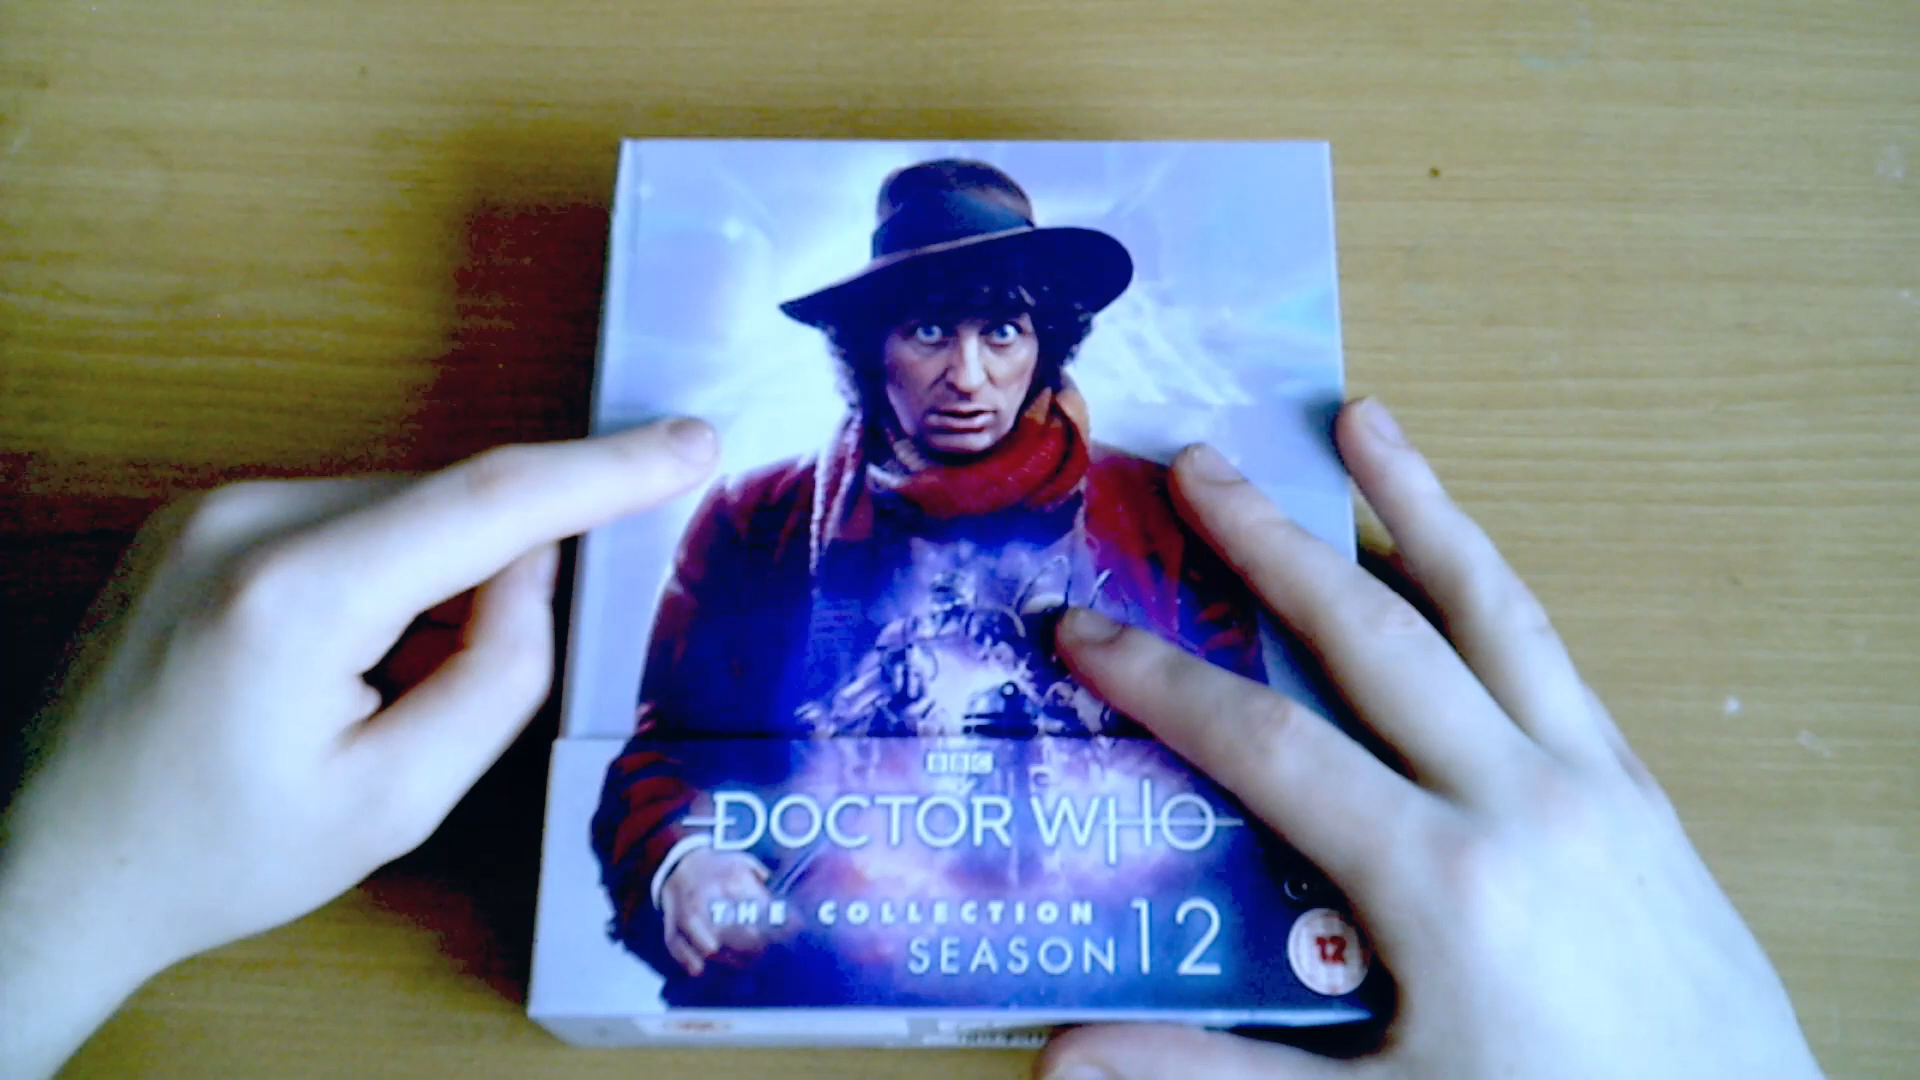 BBC
DOCTOR WHO
THE COLLECTION
SEASON 12
12